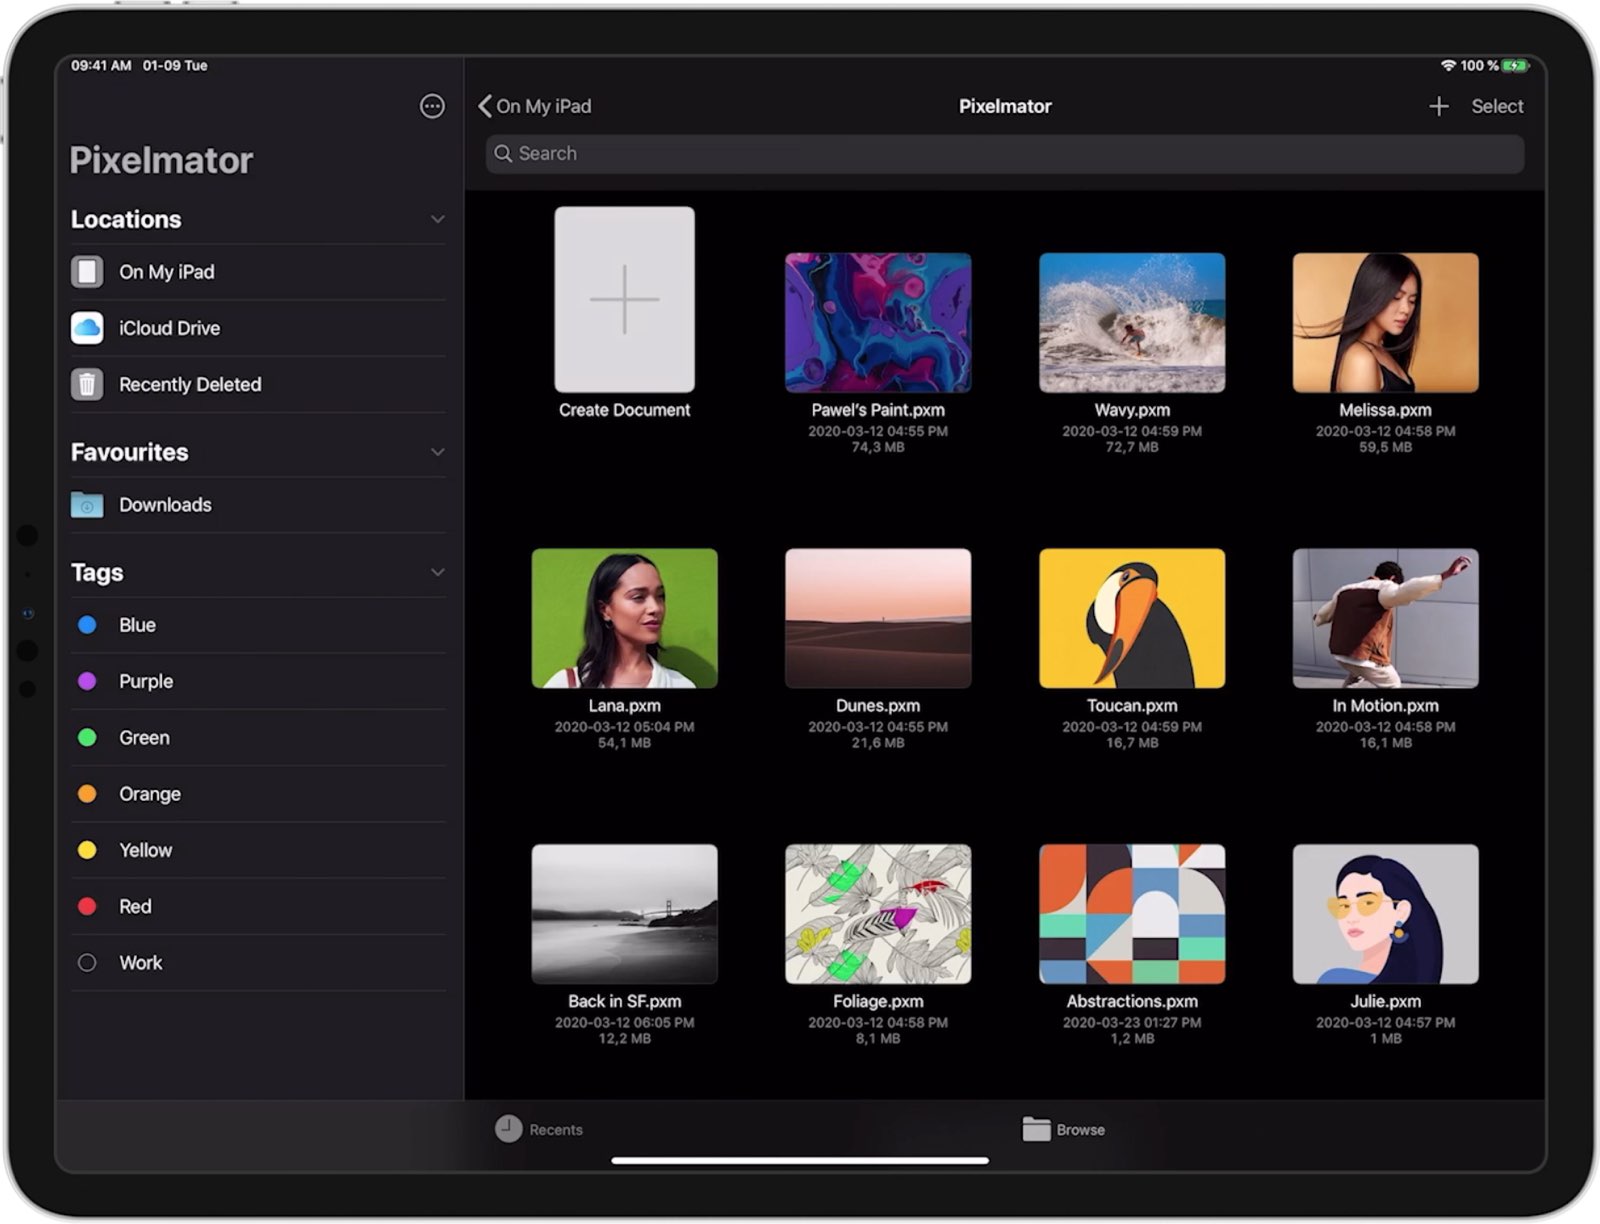 09:41 AM 01-09 Tue
100 %
Pixelmator
Locations
On My iPad
iCloud Drive
Recently Deleted
Favourites
Downloads
Tags
Blue
Purple
Green
Orange
Yellow
Red
Work
On My iPad
Pixelmator
Select
Search
Create Document
Pawel's Paint.pxm
2020-03-12 04:55 PM
74,3 MB
Wavy.pxm
2020-03-12 04:59 PM
72,7 MB
Melissa.pxm
2020-03-12 04:58 PM
59,5 MB
Lana.pxm
2020-03-12 05:04 PM
54,1 MB
Dunes.pxm
2020-03-12 04:55 PM
21,6 MB
Toucan.pxm
2020-03-12 04:59 PM
16,7 MB
In Motion.pxm
2020-03-12 04:58 PM
16,1 MB
Back in SF.pxm
2020-03-12 06:05 PM
12,2 MB
Foliage.pxm
2020-03-12 04:58 PM
8,1 MB
Abstractions.pxm
2020-03-23 01:27 PM
1,2 MB
Julie.pxm
2020-03-12 04:57 PM
1 MB
Recents
Browse